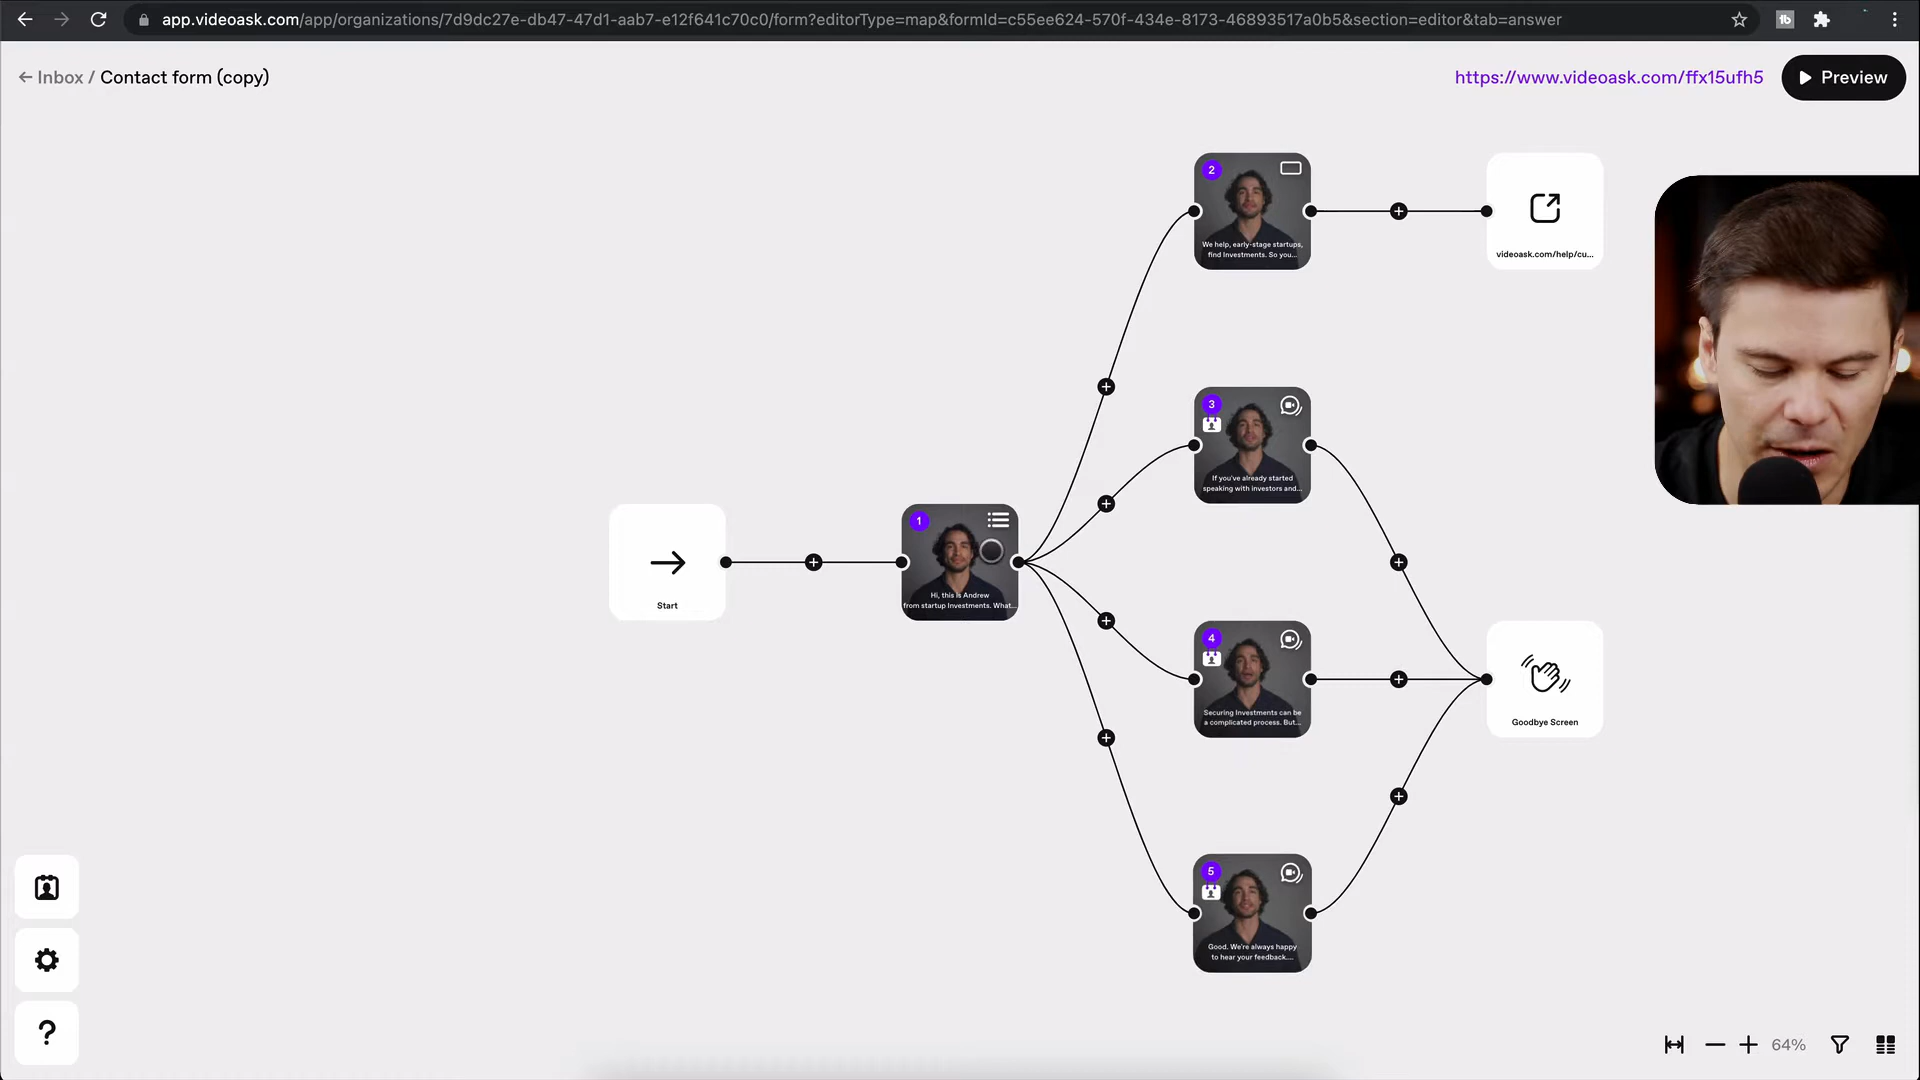 app.videoask.com/app/organizations/7d9dc27e-db47-47d1-aab7-e12f641c70c0/form?editorType=map&formId=c55ee624-570f-434e-8173-46893517a0b5&section=editor&tab=answer
← Inbox / Contact form (copy)
https://www.videoask.com/ffx15ufh5
Preview
2
We help, early-stage startups,
find Investments. So you...
videoask.com/help/cu...
3
If you've already started
speaking with investors and...
Start
1
Hi, this is Andrew
from startup Investments. What...
4
Securing Investments can be
a complicated process. But...
Goodbye Screen
5
Good. We're always happy
to hear your feedback....
?
64%